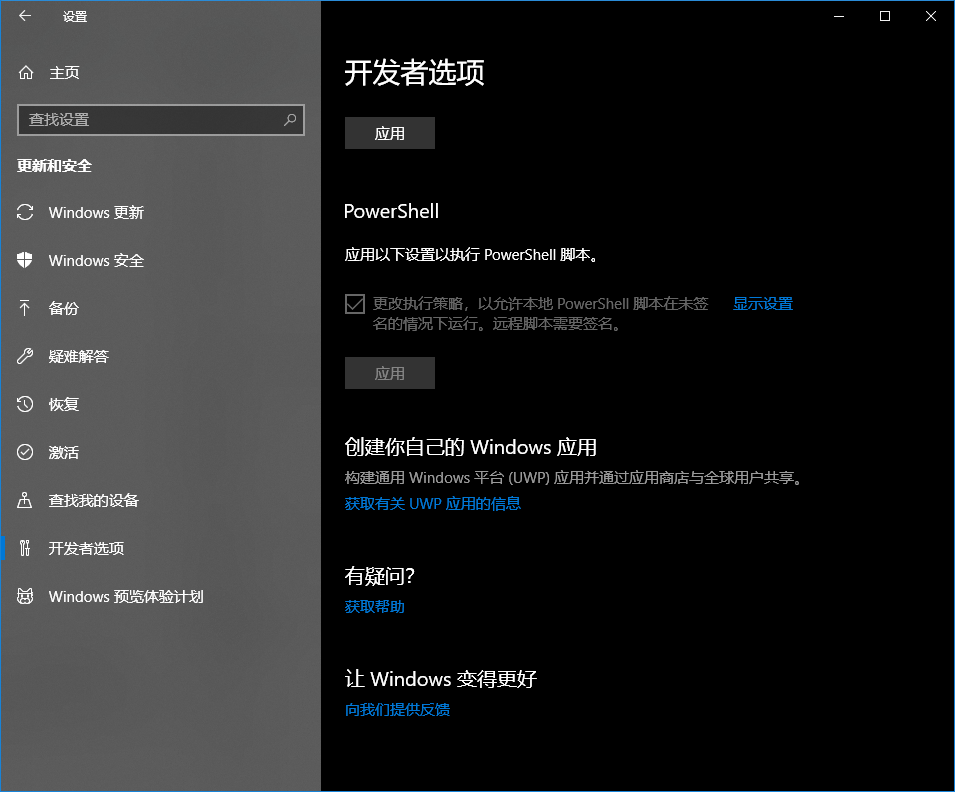 设置
主页
查找设置
更新和安全
Windows 更新
Windows 安全
备份
疑难解答
恢复
激活
查找我的设备
开发者选项
Windows 预览体验计划
开发者选项
应用
PowerShell
应用以下设置以执行 PowerShell 脚本。
更改执行策略，以允许本地 PowerShell 脚本在未签 显示设置
名的情况下运行。远程脚本需要签名。
应用
创建你自己的 Windows 应用
构建通用 Windows 平台 (UWP) 应用并通过应用商店与全球用户共享。
获取有关 UWP 应用的信息
有疑问?
获取帮助
让 Windows 变得更好
向我们提供反馈